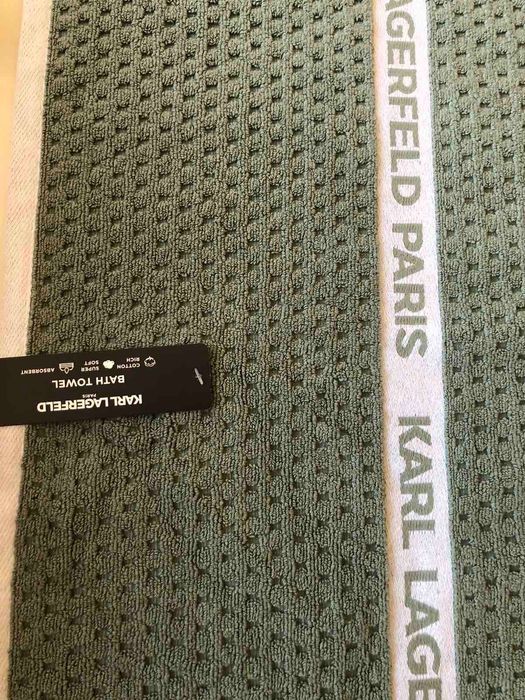 AGERFELD PARIS KARL LAGE
KARL LAGERFELD
PARIS
BATH TOWEL
COTTON RICH
SUPER SOFT
ABSORBENT